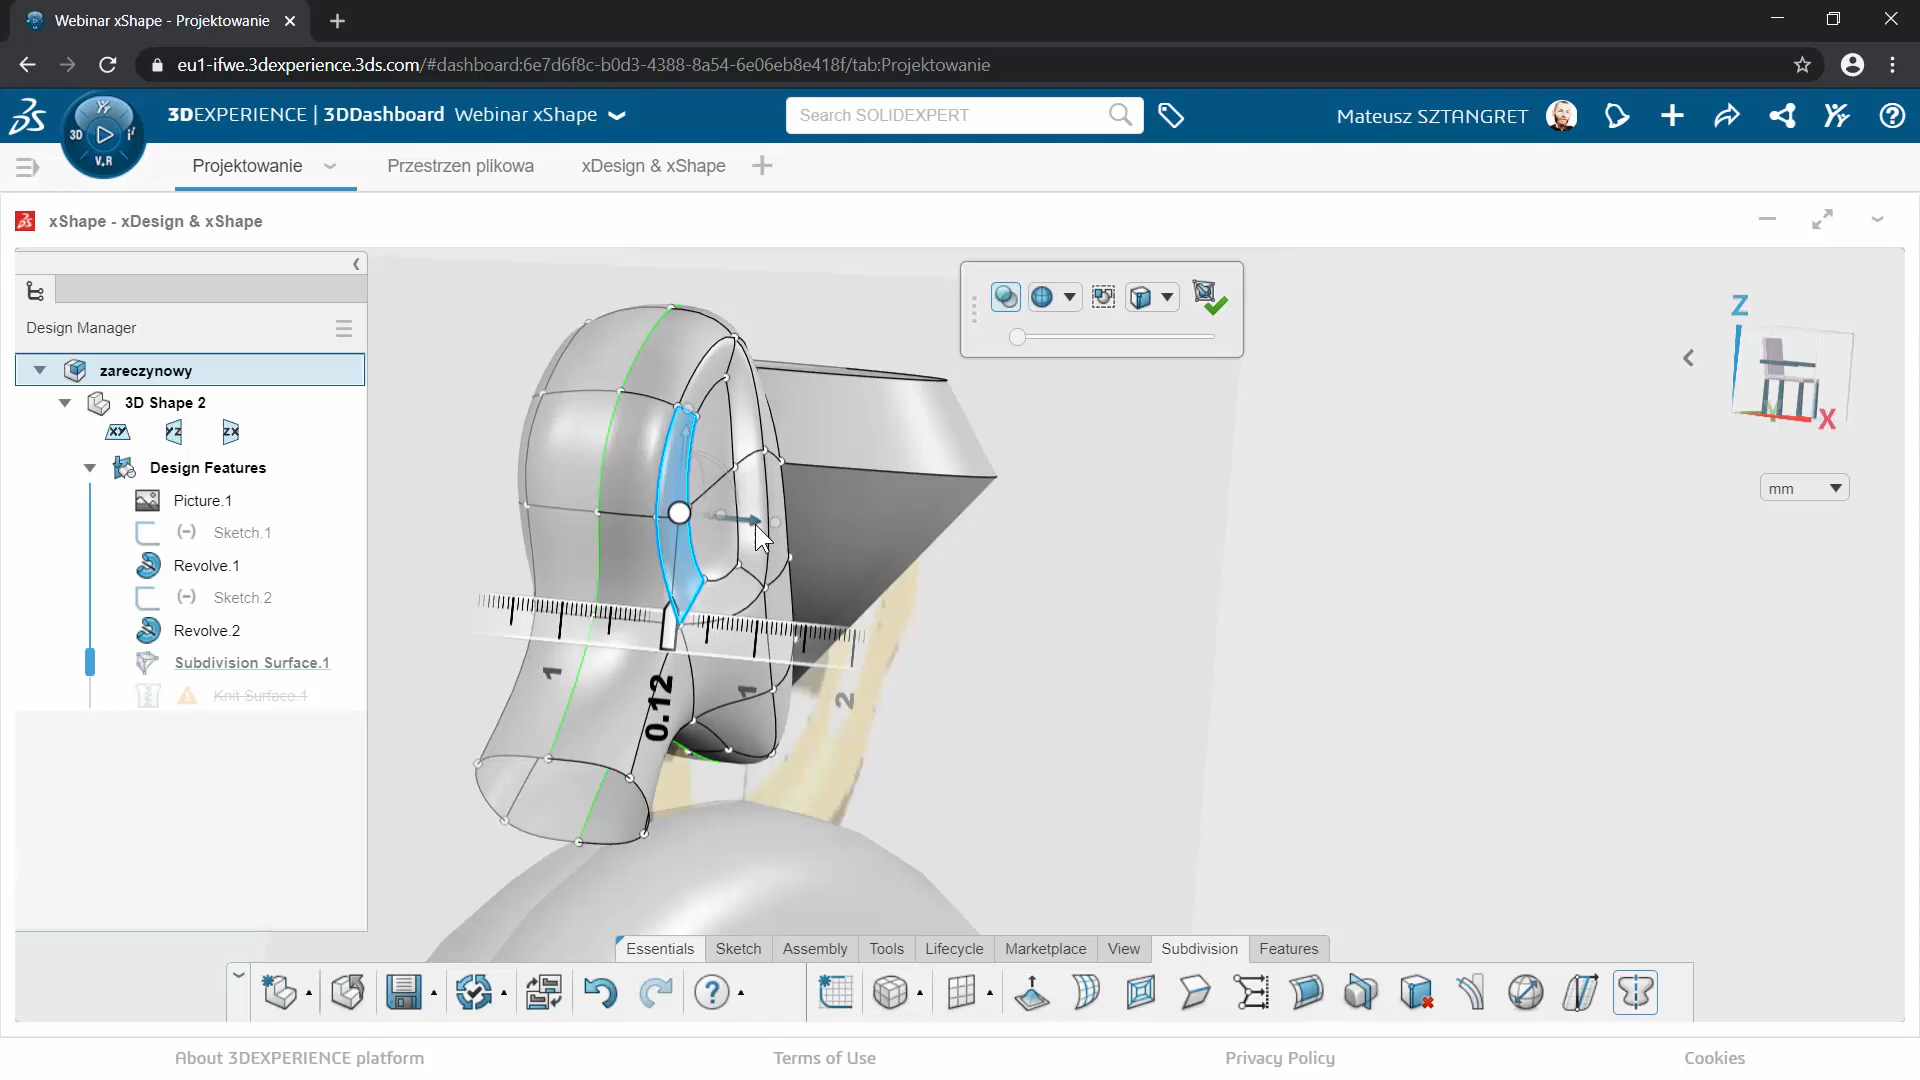 Webinar xShape - Projektowanie
eu1-ifwe.3dexperience.3ds.com/#dashboard:6e7d6f8c-b0d3-4388-8a54-6e06eb8e418f/tab:Projektowanie
3DEXPERIENCE | 3DDashboard Webinar xShape
Search SOLIDEXPERT
Mateusz SZTANGRET
3D
V.R
Projektowanie
Przestrzen plikowa
xDesign & xShape
xShape - xDesign & xShape
Design Manager
zareczynowy
3D Shape 2
XY
YZ
ZX
Design Features
Picture.1
(-) Sketch.1
Revolve.1
(-) Sketch.2
Revolve.2
Subdivision Surface.1
Knit Surface.1
1
0.12
1
2
Z
Y
X
mm
Essentials
Sketch
Assembly
Tools
Lifecycle
Marketplace
View
Subdivision
Features
About 3DEXPERIENCE platform
Terms of Use
Privacy Policy
Cookies